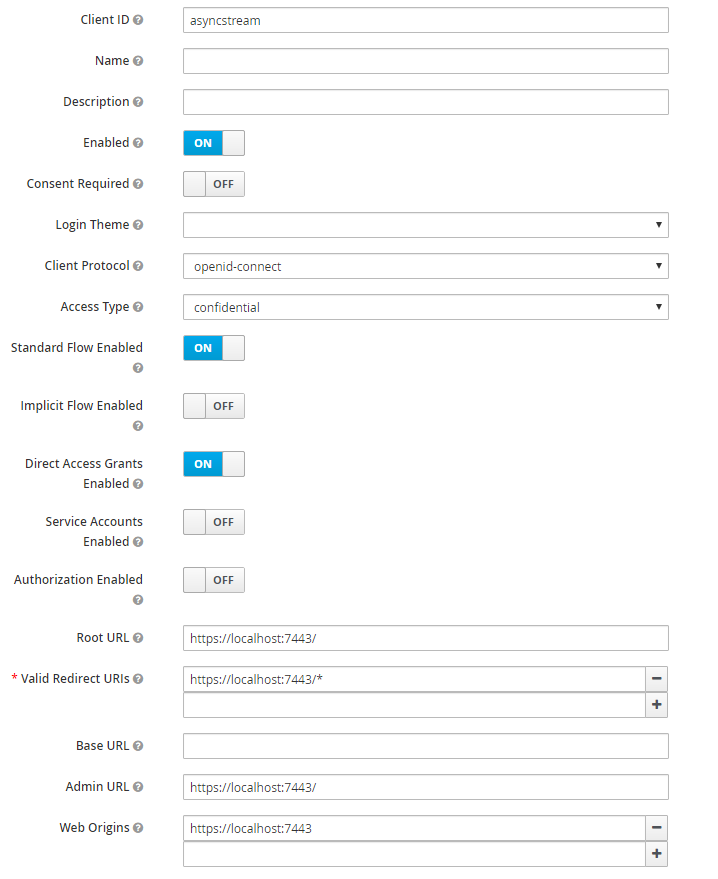 Client ID asyncstream
Name
Description
Enabled ON
Consent Required OFF
Login Theme
Client Protocol openid-connect
Access Type confidential
Standard Flow Enabled ON
Implicit Flow Enabled OFF
Direct Access Grants ON
Enabled
Service Accounts OFF
Enabled
Authorization Enabled OFF
Root URL https://localhost:7443/
* Valid Redirect URIs https://localhost:7443/*
Base URL
Admin URL https://localhost:7443/
Web Origins https://localhost:7443